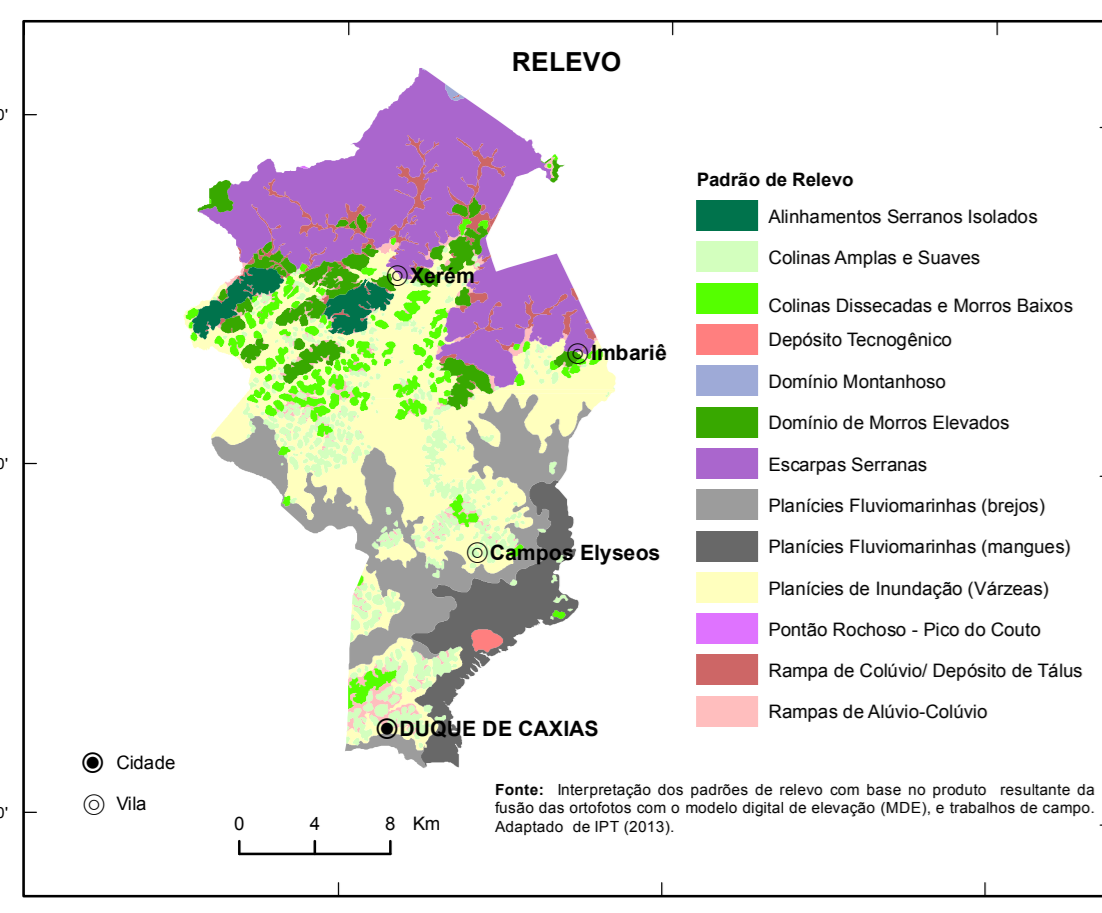 RELEVO
0'
0'
0'
Xerém
Imbariê
Campos Elyseos
DUQUE DE CAXIAS
Padrão de Relevo
Alinhamentos Serranos Isolados
Colinas Amplas e Suaves
Colinas Dissecadas e Morros Baixos
Depósito Tecnogênico
Domínio Montanhoso
Domínio de Morros Elevados
Escarpas Serranas
Planícies Fluviomarinhas (brejos)
Planícies Fluviomarinhas (mangues)
Planícies de Inundação (Várzeas)
Pontão Rochoso - Pico do Couto
Rampa de Colúvio/ Depósito de Tálus
Rampas de Alúvio-Colúvio
Cidade
Vila
0 4 8 Km
Fonte: Interpretação dos padrões de relevo com base no produto resultante da
fusão das ortofotos com o modelo digital de elevação (MDE), e trabalhos de campo.
Adaptado de IPT (2013).